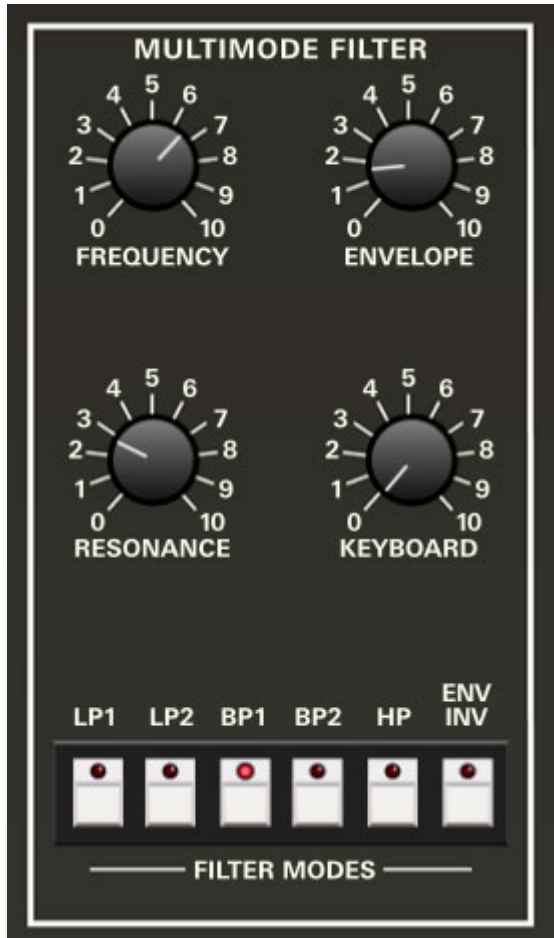 MULTIMODE FILTER
0 1 2 3 4 5 6 7 8 9 10
FREQUENCY
0 1 2 3 4 5 6 7 8 9 10
ENVELOPE
0 1 2 3 4 5 6 7 8 9 10
RESONANCE
0 1 2 3 4 5 6 7 8 9 10
KEYBOARD
LP1 LP2 BP1 BP2 HP ENV
INV
FILTER MODES